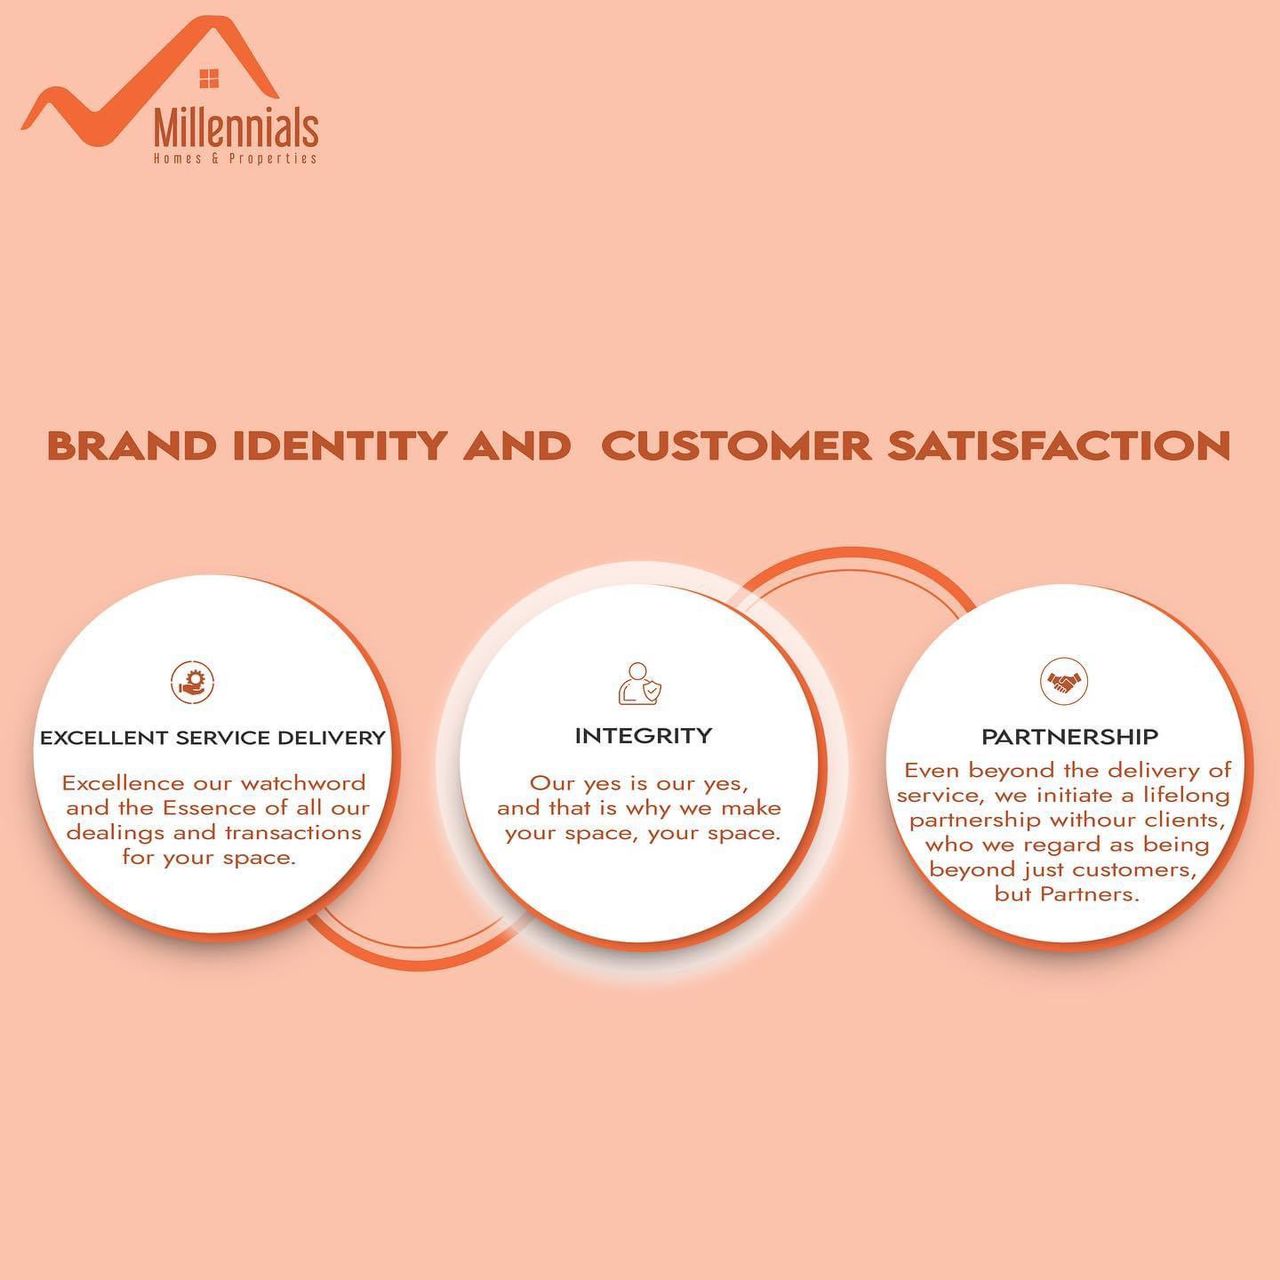 Millennials
Homes & Properties
BRAND IDENTITY AND CUSTOMER SATISFACTION
EXCELLENT SERVICE DELIVERY
Excellence our watchword
and the Essence of all our
dealings and transactions
for your space.
INTEGRITY
Our yes is our yes,
and that is why we make
your space, your space.
PARTNERSHIP
Even beyond the delivery of
service, we initiate a lifelong
partnership withour clients,
who we regard as being
beyond just customers,
but Partners.